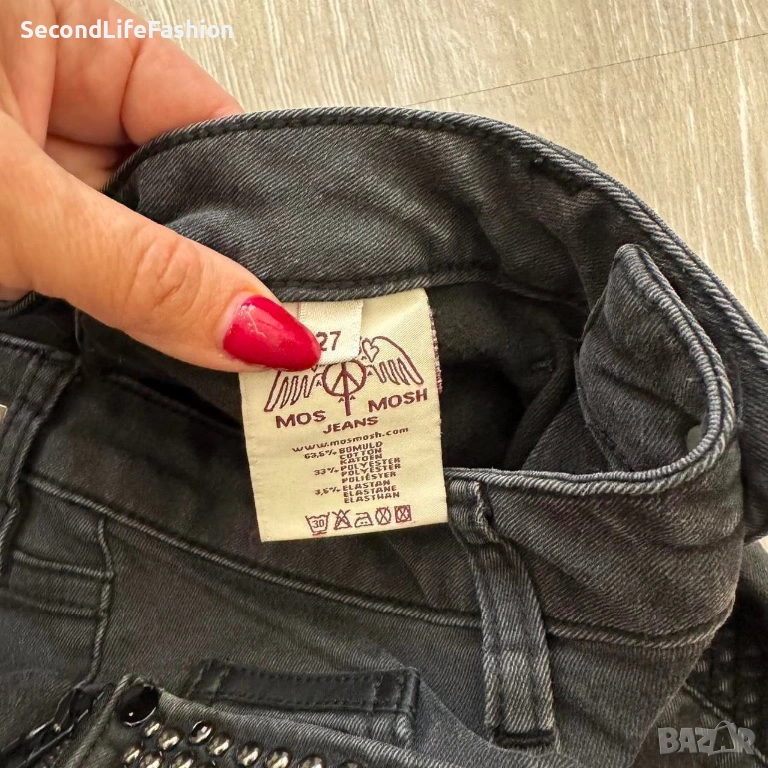 SecondLifeFashion
27
MOS MOSH
JEANS
www.mosmosh.com
63,5% BOMULD
COTTON
KATOEN
33% POLYESTER
POLYESTER
POLIÉSTER
3,5% ELASTAN
ELASTANE
ELASTHAN
30
BAZAR